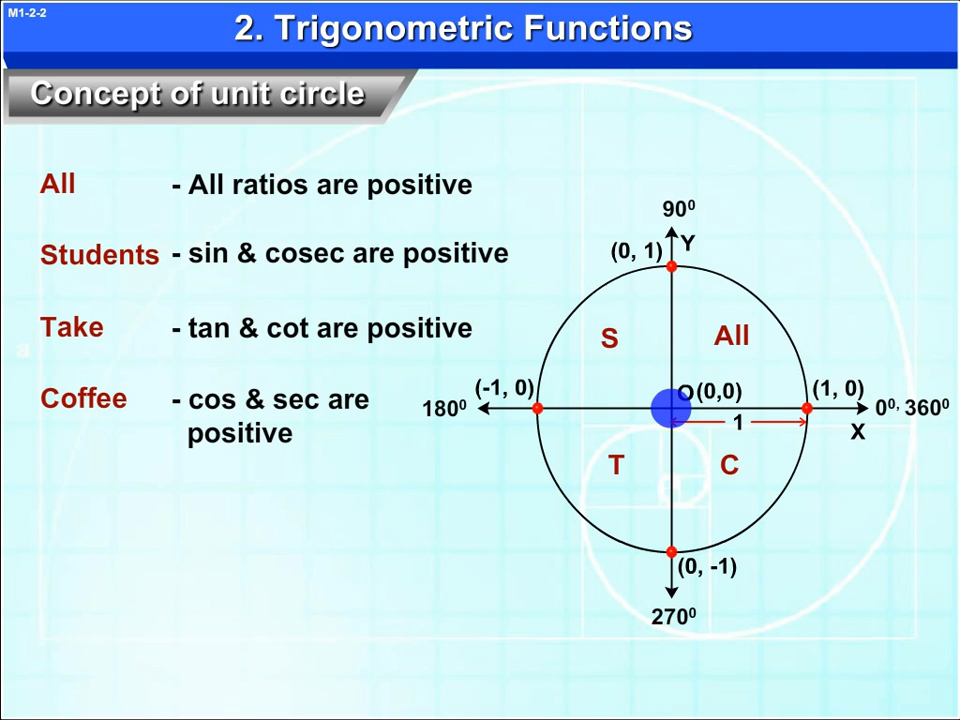 M1-2-2
2. Trigonometric Functions
Concept of unit circle
All - All ratios are positive
Students - sin & cosec are positive
Take - tan & cot are positive
Coffee - cos & sec are
positive
90⁰
(0, 1) Y
S All
(-1, 0) O (0,0) (1, 0)
180⁰ 0⁰, 360⁰
1 X
T C
(0, -1)
270⁰
a